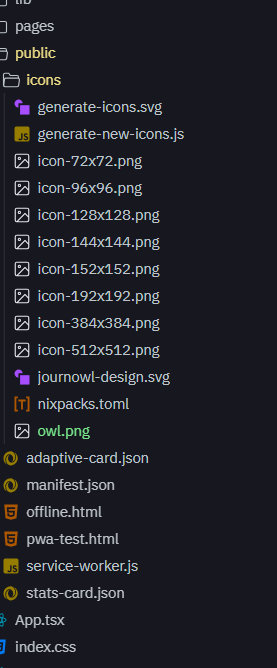 lib
pages
public
icons
generate-icons.svg
JS generate-new-icons.js
icon-72x72.png
icon-96x96.png
icon-128x128.png
icon-144x144.png
icon-152x152.png
icon-192x192.png
icon-384x384.png
icon-512x512.png
journowl-design.svg
[T] nixpacks.toml
owl.png
adaptive-card.json
manifest.json
offline.html
pwa-test.html
JS service-worker.js
stats-card.json
App.tsx
index.css